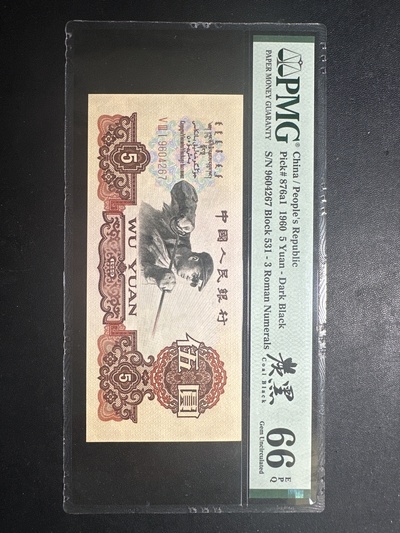 PMG®
PAPER MONEY GUARANTY
China / People's Republic
Pick# 876a1 1960 5 Yuan - Dark Black
S/N 9604267 Block 531 - 3 Roman Numerals
炭黑
Coal Black
66 EPQ
Gem Uncirculated
V III I 9604267
中國人民銀行
5
WU YUAN
5
伍圓